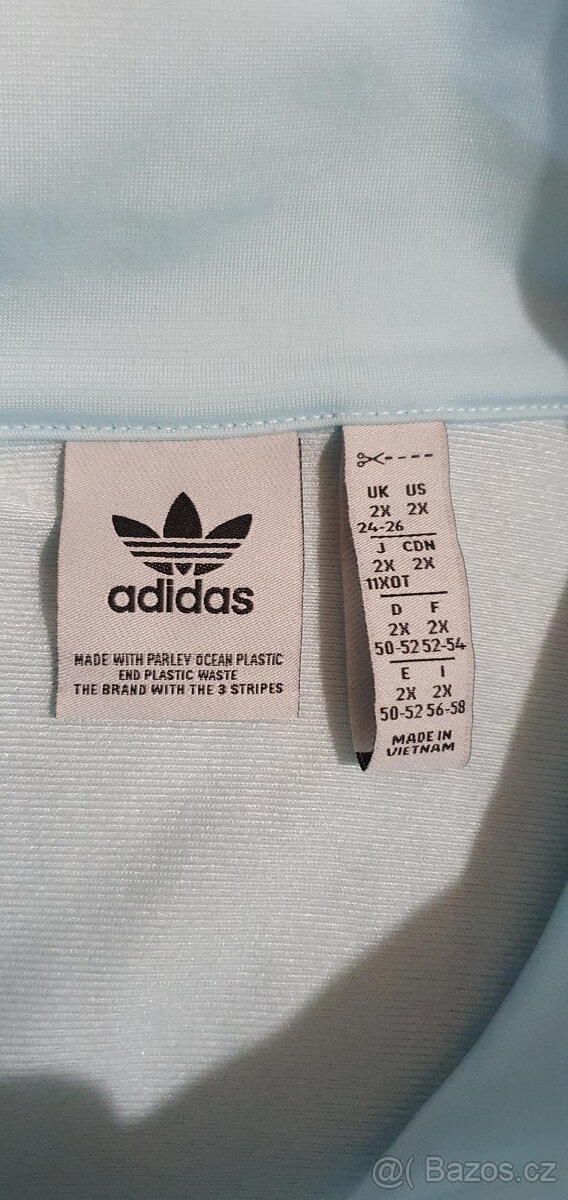 adidas
MADE WITH PARLEY OCEAN PLASTIC
END PLASTIC WASTE
THE BRAND WITH THE 3 STRIPES
UK US
2X 2X
24-26
J CDN
2X 2X
11XOT
D F
2X 2X
50-52 52-54
E I
2X 2X
50-52 56-58
MADE IN
VIETNAM
@( Bazos.cz